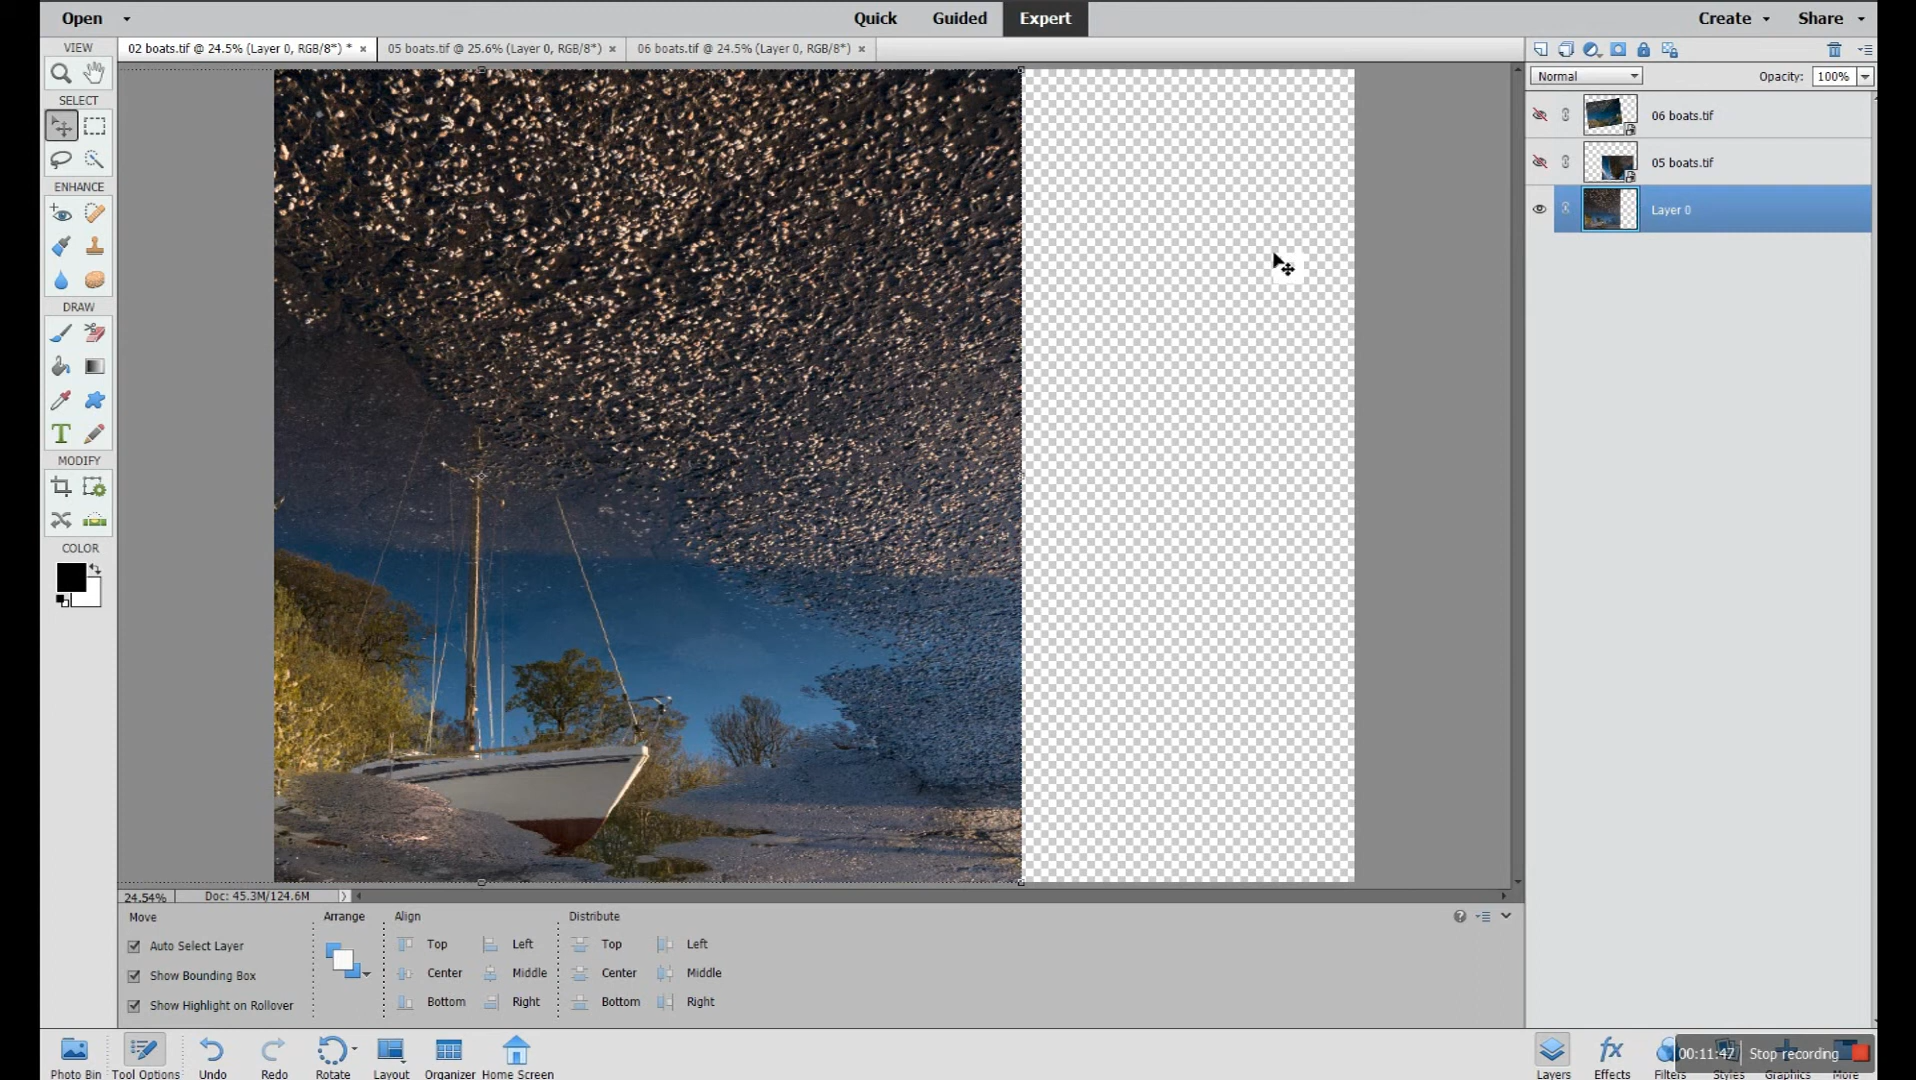 Open
Quick
Guided
Expert
Create
Share
VIEW
02 boats.tif @ 24.5% (Layer 0, RGB/8*) * ×
05 boats.tif @ 25.6% (Layer 0, RGB/8*) ×
06 boats.tif @ 24.5% (Layer 0, RGB/8*) ×
Normal
Opacity: 100%
SELECT
06 boats.tif
05 boats.tif
Layer 0
ENHANCE
DRAW
T
MODIFY
COLOR
24.54%
Doc: 45.3M/124.6M
Move
Arrange
Align
Distribute
Auto Select Layer
Top
Left
Top
Left
Show Bounding Box
Center
Middle
Center
Middle
Show Highlight on Rollover
Bottom
Right
Bottom
Right
fx
00:11:47
Stop recording
Photo Bin
Tool Options
Undo
Redo
Rotate
Layout
Organizer
Home Screen
Layers
Effects
Filters
Styles
Graphics
More